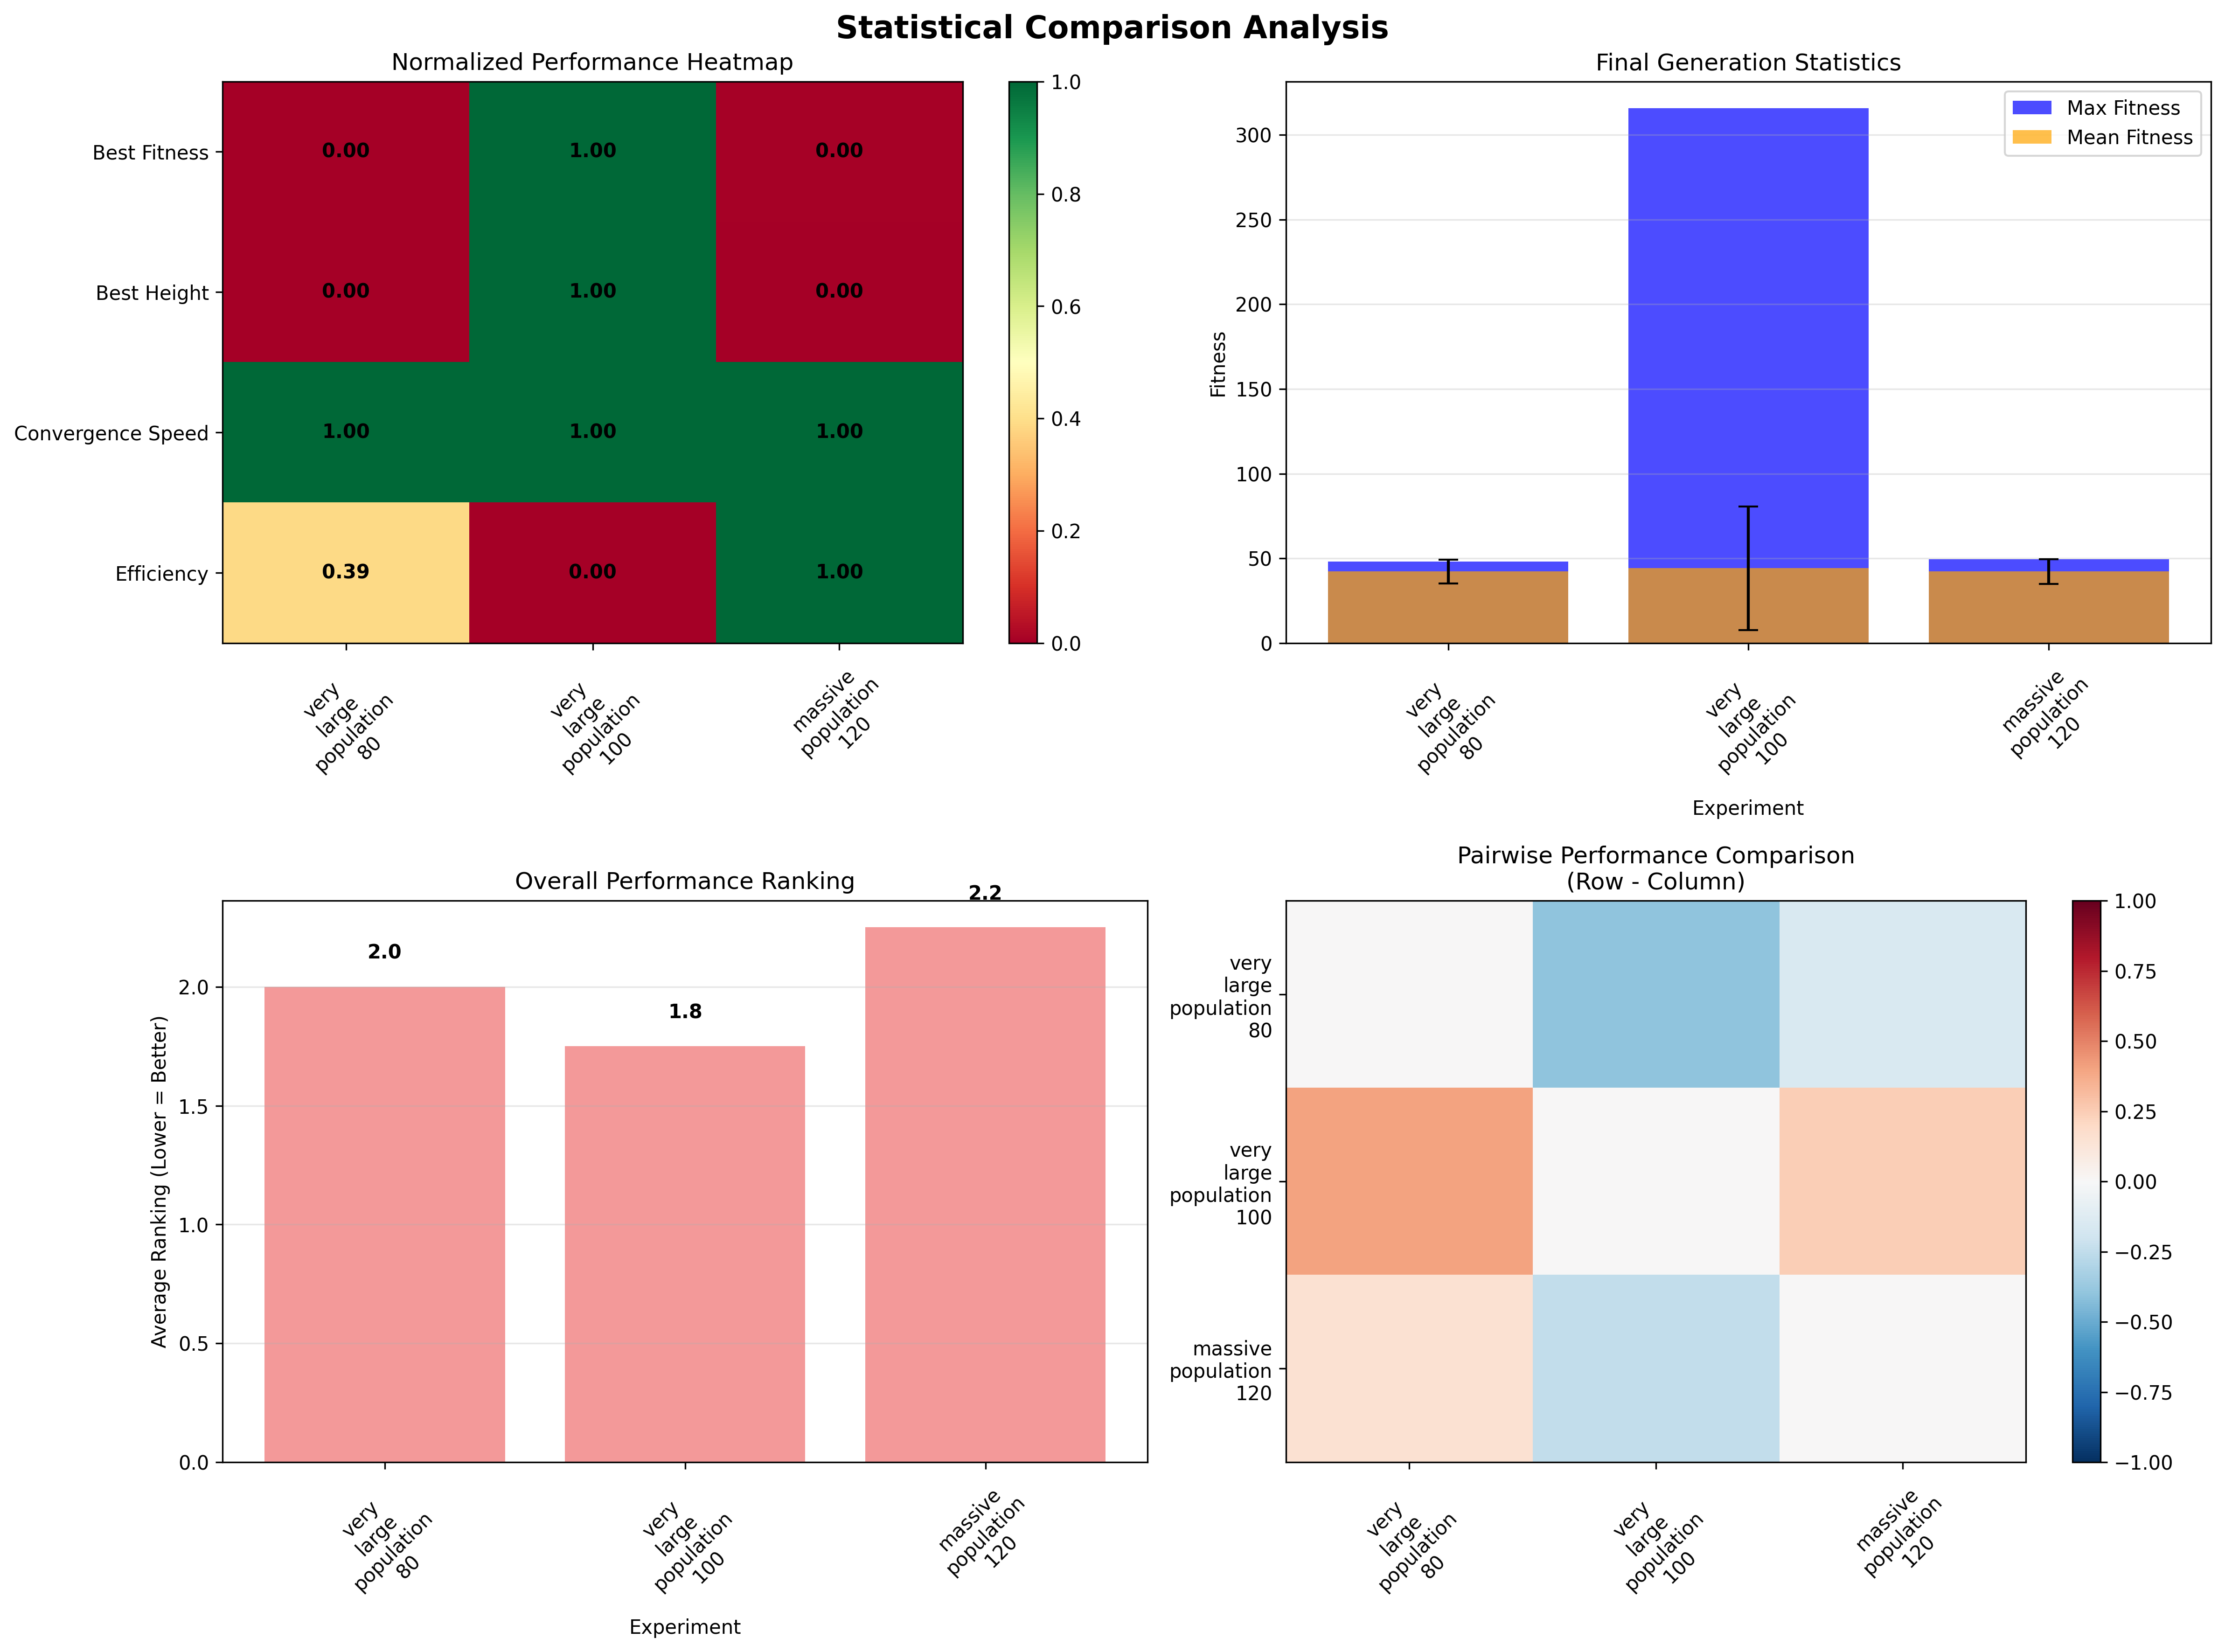 Statistical Comparison Analysis
Normalized Performance Heatmap
Best Fitness
Best Height
Convergence Speed
Efficiency
0.00
1.00
0.00
0.00
1.00
0.00
1.00
1.00
1.00
0.39
0.00
1.00
very
large
population
80
very
large
population
100
massive
population
120
1.0
0.8
0.6
0.4
0.2
0.0
Final Generation Statistics
Max Fitness
Mean Fitness
Fitness
300
250
200
150
100
50
0
very
large
population
80
very
large
population
100
massive
population
120
Experiment
Overall Performance Ranking
Average Ranking (Lower = Better)
2.0
1.5
1.0
0.5
0.0
2.0
1.8
2.2
very
large
population
80
very
large
population
100
massive
population
120
Experiment
Pairwise Performance Comparison
(Row - Column)
very
large
population
80
very
large
population
100
massive
population
120
very
large
population
80
very
large
population
100
massive
population
120
1.00
0.75
0.50
0.25
0.00
−0.25
−0.50
−0.75
−1.00